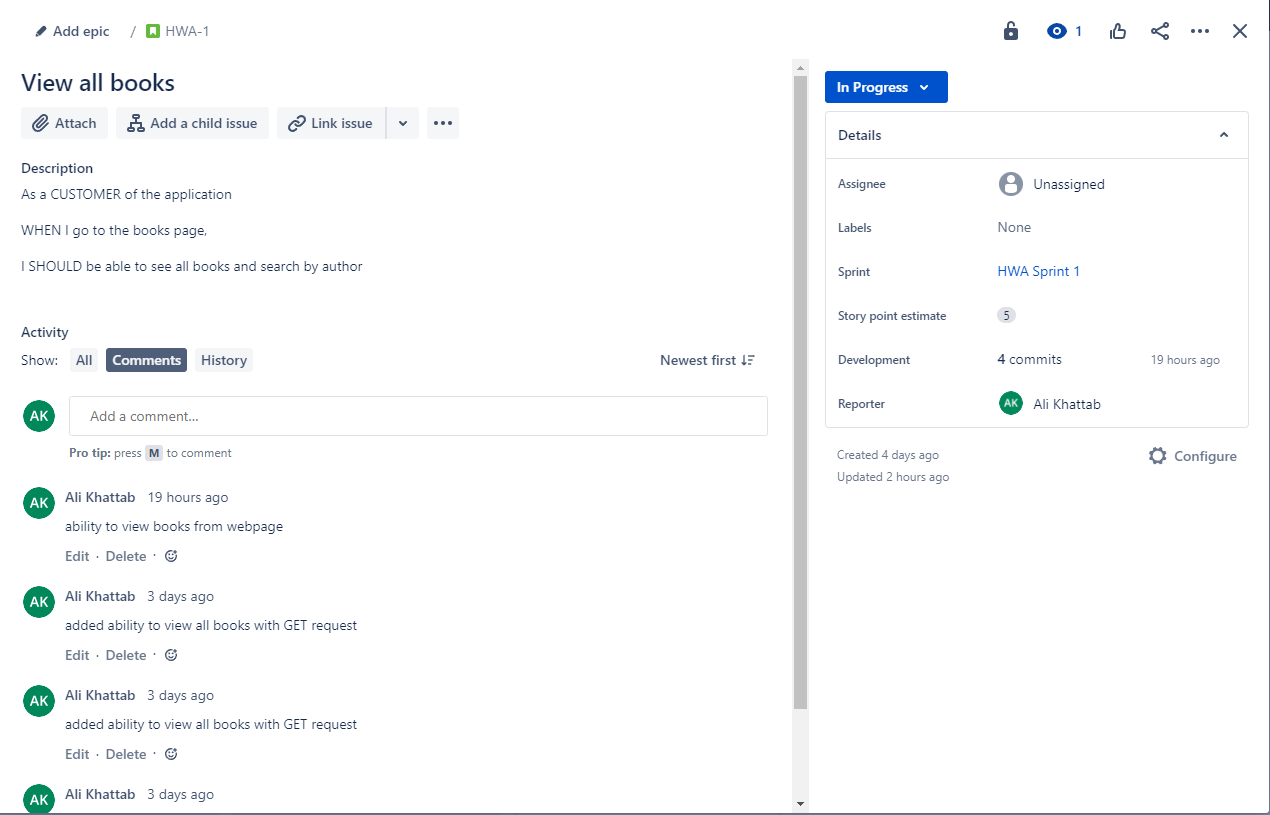 Add epic / HWA-1
1
View all books
Attach
Add a child issue
Link issue
Description
As a CUSTOMER of the application
WHEN I go to the books page,
I SHOULD be able to see all books and search by author
Activity
Show: All Comments History
Newest first
AK
Add a comment...
Pro tip: press M to comment
AK
Ali Khattab 19 hours ago
ability to view books from webpage
Edit · Delete ·
AK
Ali Khattab 3 days ago
added ability to view all books with GET request
Edit · Delete ·
AK
Ali Khattab 3 days ago
added ability to view all books with GET request
Edit · Delete ·
AK
Ali Khattab 3 days ago
In Progress
Details
Assignee Unassigned
Labels None
Sprint HWA Sprint 1
Story point estimate 5
Development 4 commits 19 hours ago
Reporter AK Ali Khattab
Created 4 days ago
Configure
Updated 2 hours ago